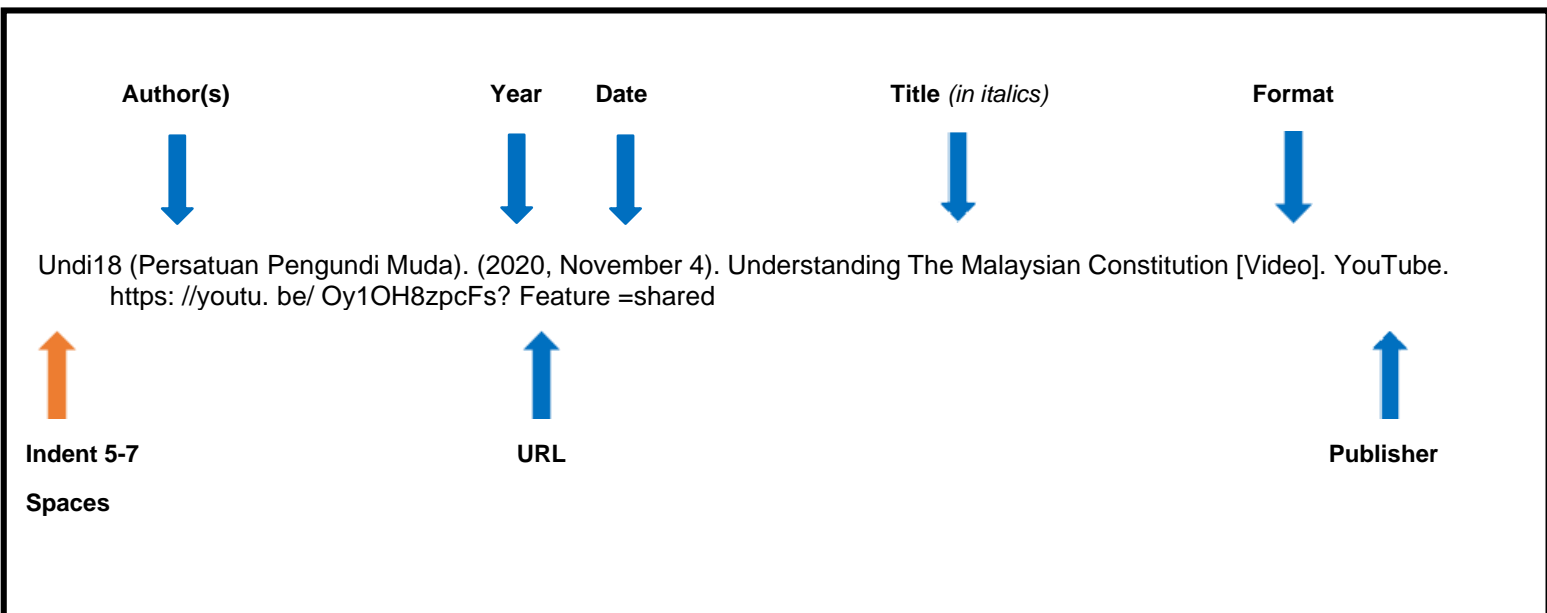 Author(s) Year Date Title (in italics) Format
Undi18 (Persatuan Pengundi Muda). (2020, November 4). Understanding The Malaysian Constitution [Video]. YouTube.
https: //youtu. be/ Oy1OH8zpcFs? Feature =shared
Indent 5-7 URL Publisher
Spaces